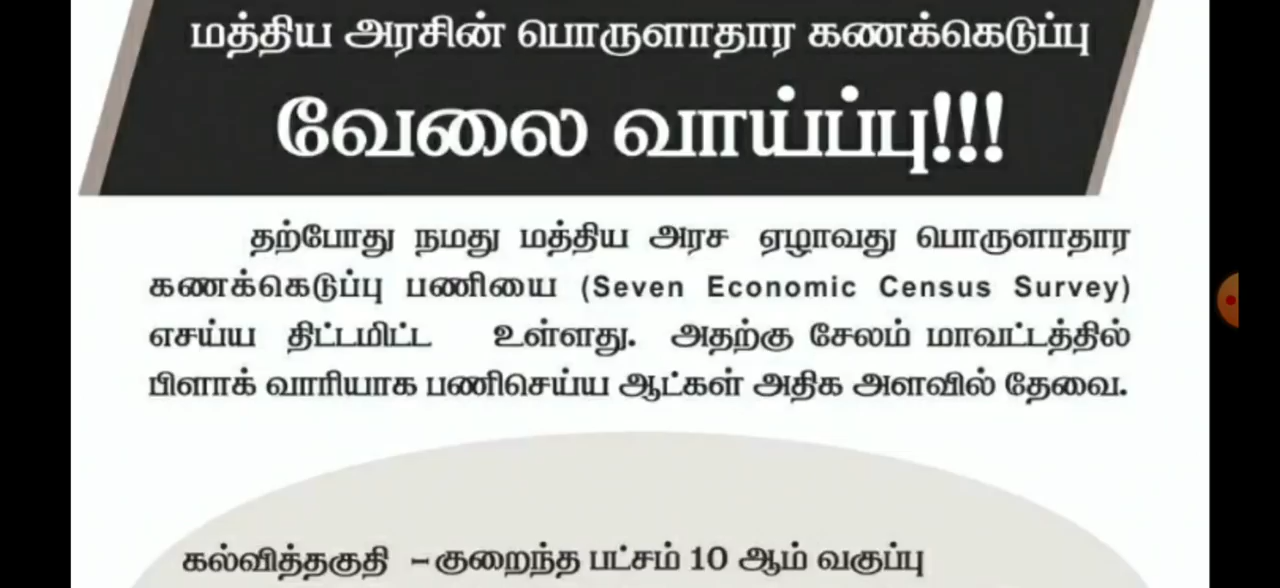 மத்திய அரசின் பொருளாதார கணக்கெடுப்பு
வேலை வாய்ப்பு!!!
தற்போது நமது மத்திய அரச ஏழாவது பொருளாதார
கணக்கெடுப்பு பணியை (Seven Economic Census Survey)
எசய்ய திட்டமிட்ட உள்ளது. அதற்கு சேலம் மாவட்டத்தில்
பிளாக் வாரியாக பணிசெய்ய ஆட்கள் அதிக அளவில் தேவை.
கல்வித்தகுதி – குறைந்த பட்சம் 10 ஆம் வகுப்பு